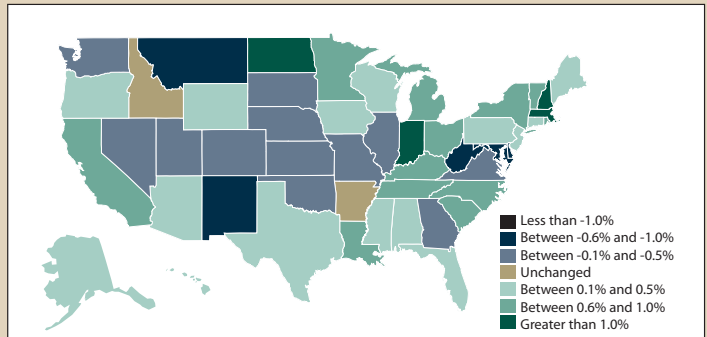 Less than -1.0%
Between -0.6% and -1.0%
Between -0.1% and -0.5%
Unchanged
Between 0.1% and 0.5%
Between 0.6% and 1.0%
Greater than 1.0%